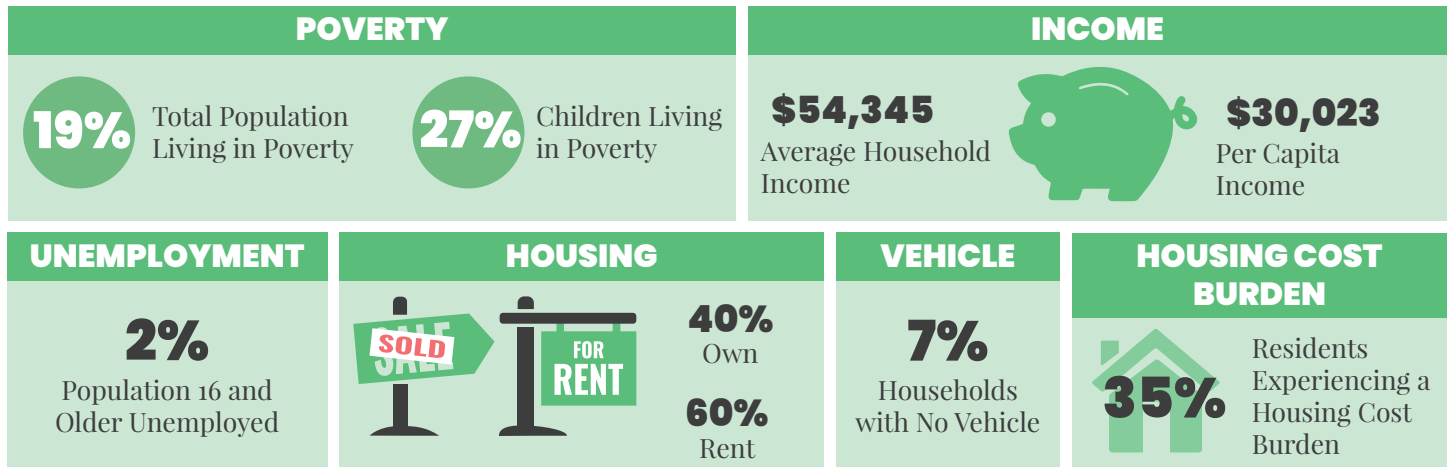 POVERTY
19%
Total Population
Living in Poverty
27%
Children Living
in Poverty
INCOME
$54,345
Average Household
Income
$30,023
Per Capita
Income
UNEMPLOYMENT
2%
Population 16 and
Older Unemployed
HOUSING
SALE
SOLD
FOR
RENT
40%
Own
60%
Rent
VEHICLE
7%
Households
with No Vehicle
HOUSING COST
BURDEN
35%
Residents
Experiencing a
Housing Cost
Burden